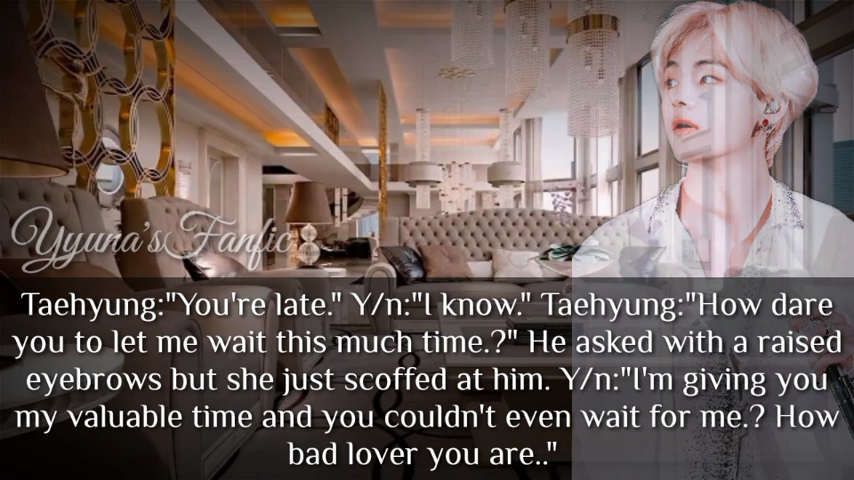 Yyuna'sFanfic
Taehyung:"You're late." Y/n:"I know." Taehyung:"How dare
you to let me wait this much time.?" He asked with a raised
eyebrows but she just scoffed at him. Y/n:"I'm giving you
my valuable time and you couldn't even wait for me.? How
bad lover you are.."